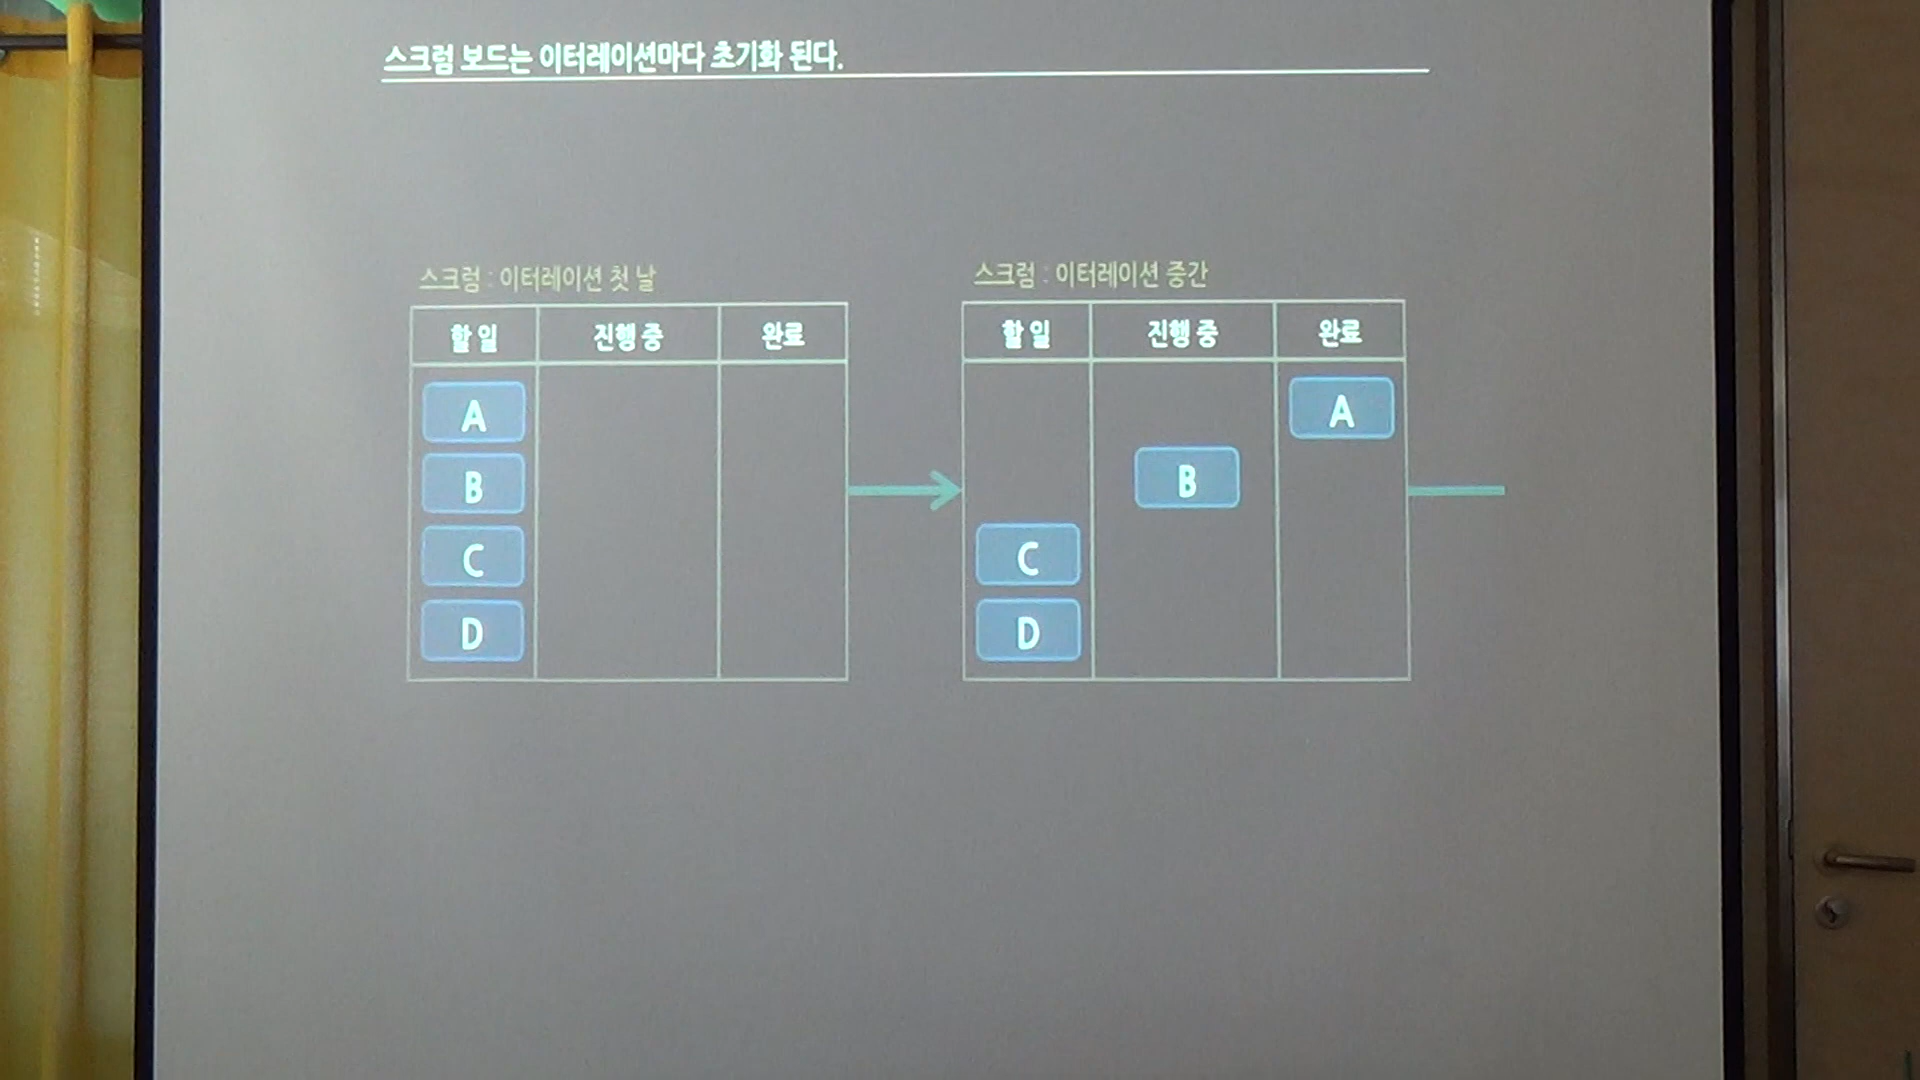 스크럼 보드는 이터레이션마다 초기화 된다.
스크럼 : 이터레이션 첫 날
할 일 진행 중 완료
A
B
C
D
스크럼 : 이터레이션 중간
할 일 진행 중 완료
A
B
C
D